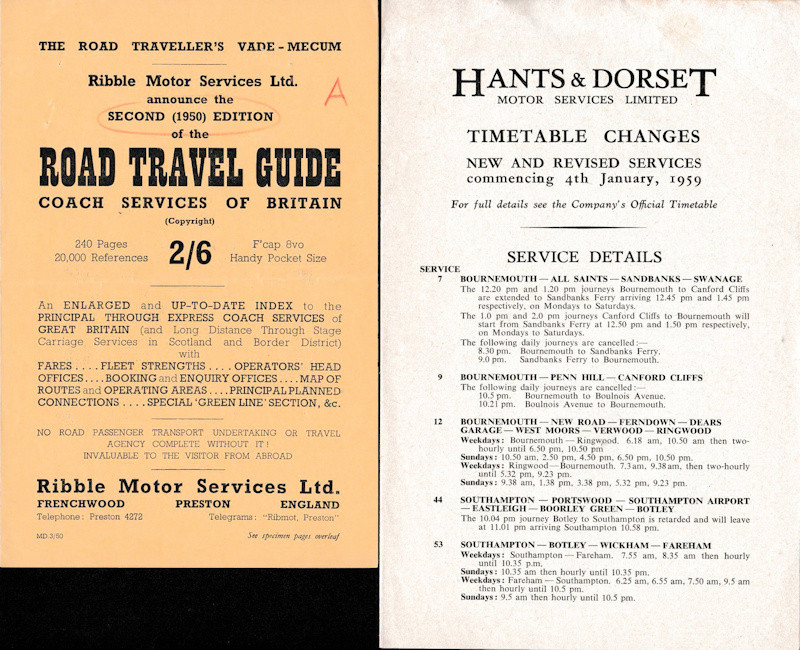 THE ROAD TRAVELLER'S VADE-MECUM
Ribble Motor Services Ltd.
announce the
SECOND (1950) EDITION
of the
A
ROAD TRAVEL GUIDE
COACH SERVICES OF BRITAIN
(Copyright)
240 Pages
20,000 References
2/6
F'cap 8vo
Handy Pocket Size
An ENLARGED and UP-TO-DATE INDEX to the
PRINCIPAL THROUGH EXPRESS COACH SERVICES of
GREAT BRITAIN (and Long Distance Through Stage
Carriage Services in Scotland and Border District)
with
FARES....FLEET STRENGTHS....OPERATORS' HEAD
OFFICES....BOOKING and ENQUIRY OFFICES....MAP OF
ROUTES and OPERATING AREAS....PRINCIPAL PLANNED
CONNECTIONS....SPECIAL 'GREEN LINE' SECTION, &c.
NO ROAD PASSENGER TRANSPORT UNDERTAKING OR TRAVEL
AGENCY COMPLETE WITHOUT IT!
INVALUABLE TO THE VISITOR FROM ABROAD
Ribble Motor Services Ltd.
FRENCHWOOD PRESTON ENGLAND
Telephone: Preston 4272 Telegrams: "Ribmot, Preston"
MD.3/50 See specimen pages overleaf
HANTS & DORSET
MOTOR SERVICES LIMITED
TIMETABLE CHANGES
NEW AND REVISED SERVICES
commencing 4th January, 1959
For full details see the Company's Official Timetable
SERVICE DETAILS
SERVICE
7 BOURNEMOUTH — ALL SAINTS — SANDBANKS — SWANAGE
The 12.20 pm and 1.20 pm journeys Bournemouth to Canford Cliffs
are extended to Sandbanks Ferry arriving 12.45 pm and 1.45 pm
respectively, on Mondays to Saturdays.
The 1.0 pm and 2.0 pm journeys Canford Cliffs to Bournemouth will
start from Sandbanks Ferry at 12.50 pm and 1.50 pm respectively,
on Mondays to Saturdays.
The following daily journeys are cancelled:—
8.30 pm. Bournemouth to Sandbanks Ferry.
9.0 pm. Sandbanks Ferry to Bournemouth.
9 BOURNEMOUTH — PENN HILL — CANFORD CLIFFS
The following daily journeys are cancelled:—
10.5 pm. Bournemouth to Boulnois Avenue.
10.21 pm. Boulnois Avenue to Bournemouth.
12 BOURNEMOUTH — NEW ROAD — FERNDOWN — DEARS
GARAGE — WEST MOORS — VERWOOD — RINGWOOD
Weekdays: Bournemouth—Ringwood. 6.18 am, 10.50 am then two-
hourly until 6.50 pm, 10.50 pm
Sundays: 10.50 am, 2.50 pm, 4.50 pm, 6.50 pm, 10.50 pm.
Weekdays: Ringwood—Bournemouth. 7.3 am, 9.38 am, then two-hourly
until 5.32 pm, 9.23 pm.
Sundays: 9.38 am, 1.38 pm, 3.38 pm, 5.32 pm, 9.23 pm.
44 SOUTHAMPTON — PORTSWOOD — SOUTHAMPTON AIRPORT
— EASTLEIGH — BOORLEY GREEN — BOTLEY
The 10.04 pm journey Botley to Southampton is retarded and will leave
at 11.01 pm arriving Southampton 10.58 pm.
53 SOUTHAMPTON — BOTLEY — WICKHAM — FAREHAM
Weekdays: Southampton—Fareham. 7.55 am, 8.35 am then hourly
until 10.35 p.m.
Sundays: 10.35 am then hourly until 10.35 pm.
Weekdays: Fareham—Southampton. 6.25 am, 6.55 am, 7.50 am, 9.5 am
then hourly until 10.5 pm.
Sundays: 9.5 am then hourly until 10.5 pm.